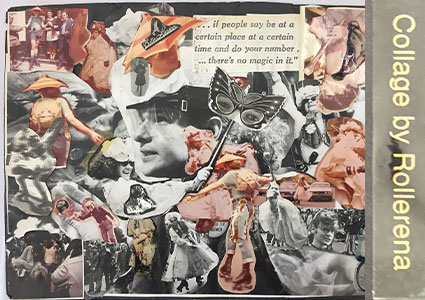 ... if people say be at a
certain place at a certain
time and do your number,
... there's no magic in it."
Collage by Rollerena